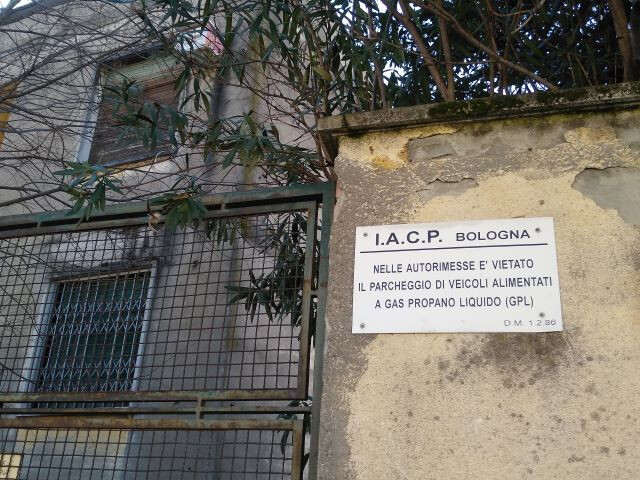 I.A.C.P. BOLOGNA
NELLE AUTORIMESSE E' VIETATO
IL PARCHEGGIO DI VEICOLI ALIMENTATI
A GAS PROPANO LIQUIDO (GPL)
D.M. 1.2.86